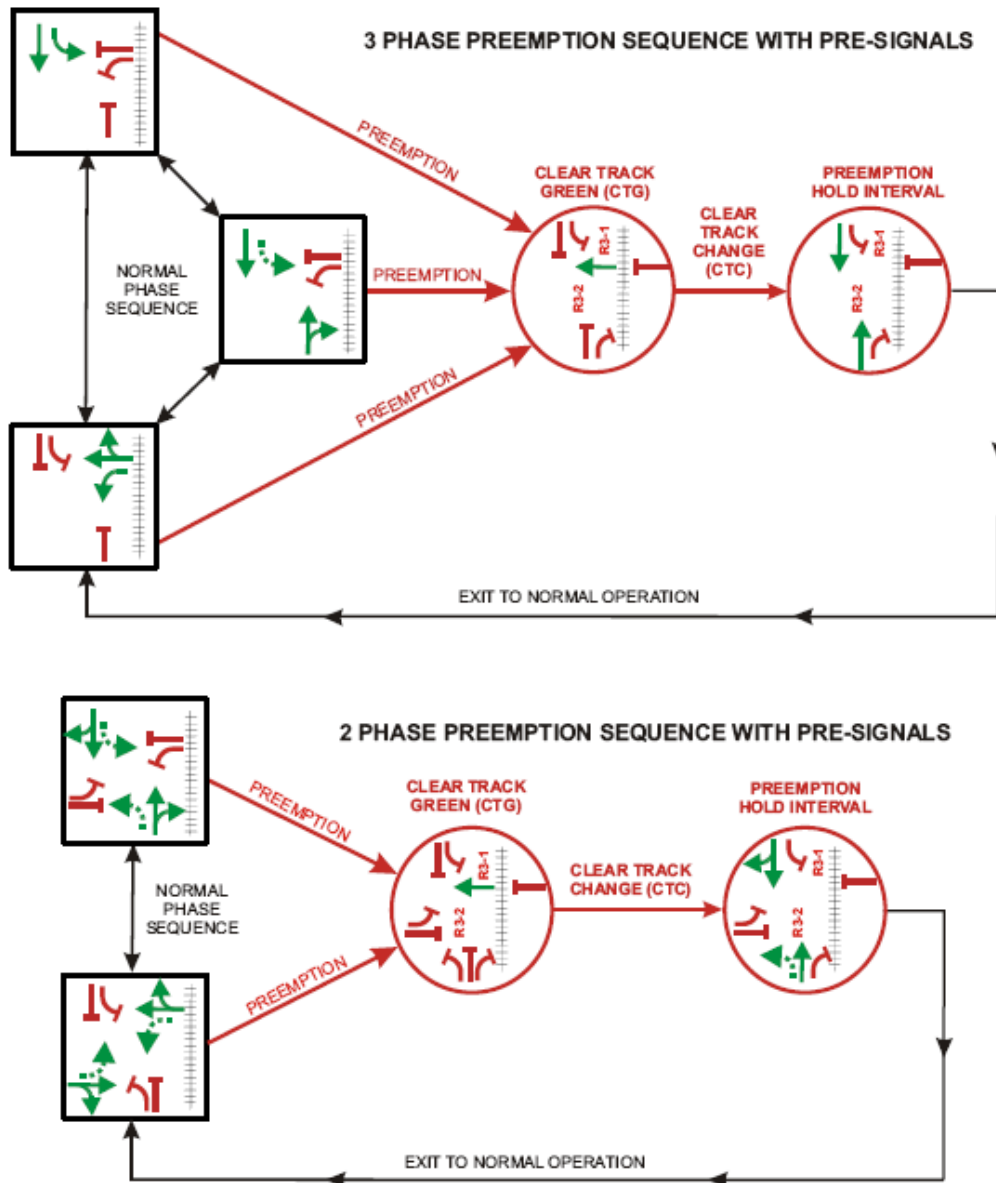 3 PHASE PREEMPTION SEQUENCE WITH PRE-SIGNALS
PREEMPTION
CLEAR TRACK
GREEN (CTG)
PREEMPTION
HOLD INTERVAL
CLEAR
TRACK
CHANGE
(CTC)
R3-1
R3-2
R3-1
R3-2
NORMAL
PHASE
SEQUENCE
PREEMPTION
PREEMPTION
EXIT TO NORMAL OPERATION
2 PHASE PREEMPTION SEQUENCE WITH PRE-SIGNALS
PREEMPTION
CLEAR TRACK
GREEN (CTG)
PREEMPTION
HOLD INTERVAL
R3-1
R3-2
CLEAR TRACK
CHANGE (CTC)
R3-1
R3-2
NORMAL
PHASE
SEQUENCE
PREEMPTION
EXIT TO NORMAL OPERATION